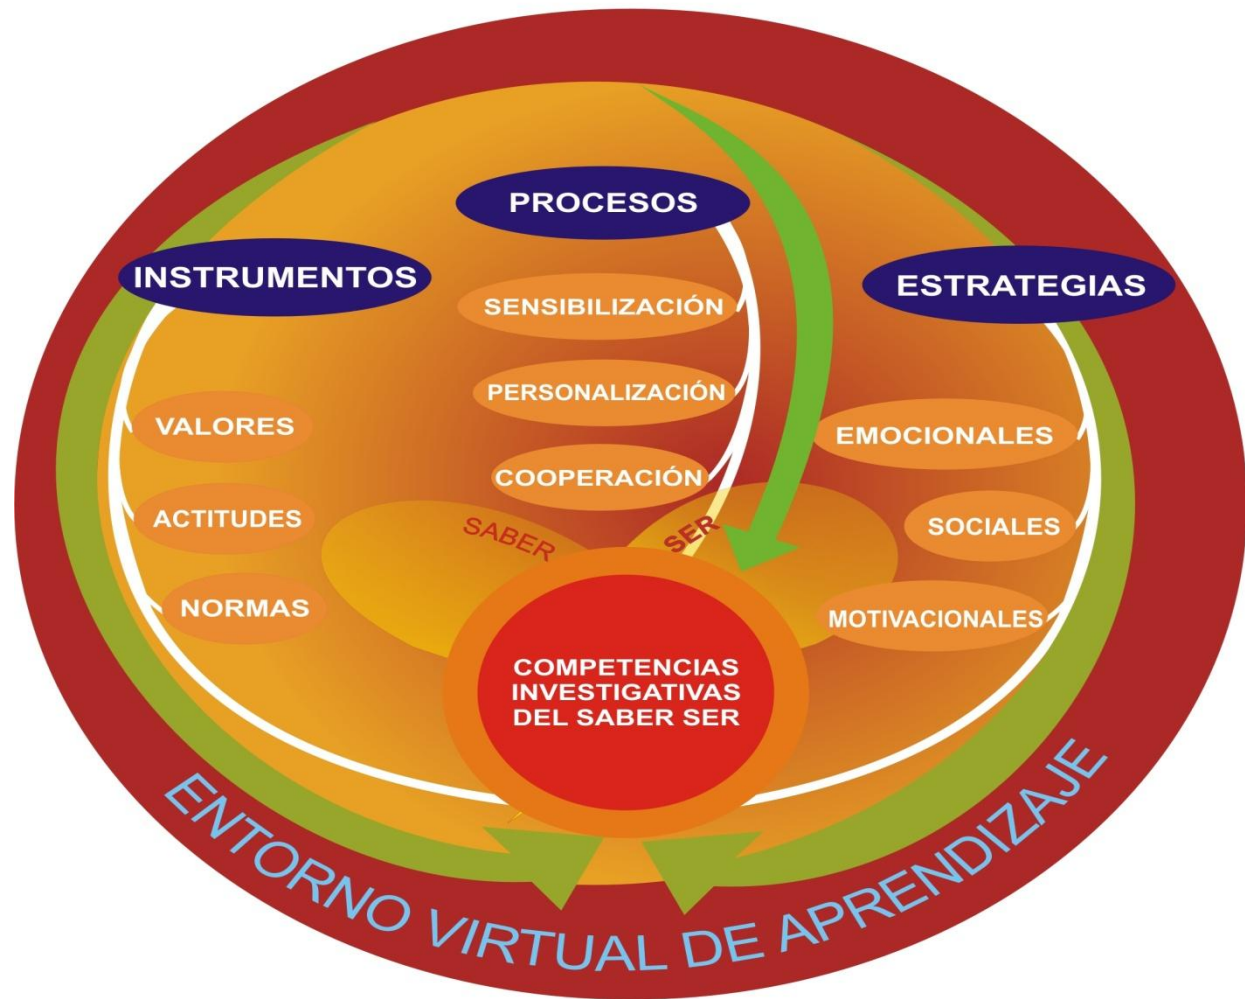 PROCESOS
INSTRUMENTOS
ESTRATEGIAS
SENSIBILIZACIÓN
PERSONALIZACIÓN
COOPERACIÓN
VALORES
ACTITUDES
NORMAS
EMOCIONALES
SOCIALES
MOTIVACIONALES
SABER
SER
COMPETENCIAS
INVESTIGATIVAS
DEL SABER SER
ENTORNO VIRTUAL DE APRENDIZAJE